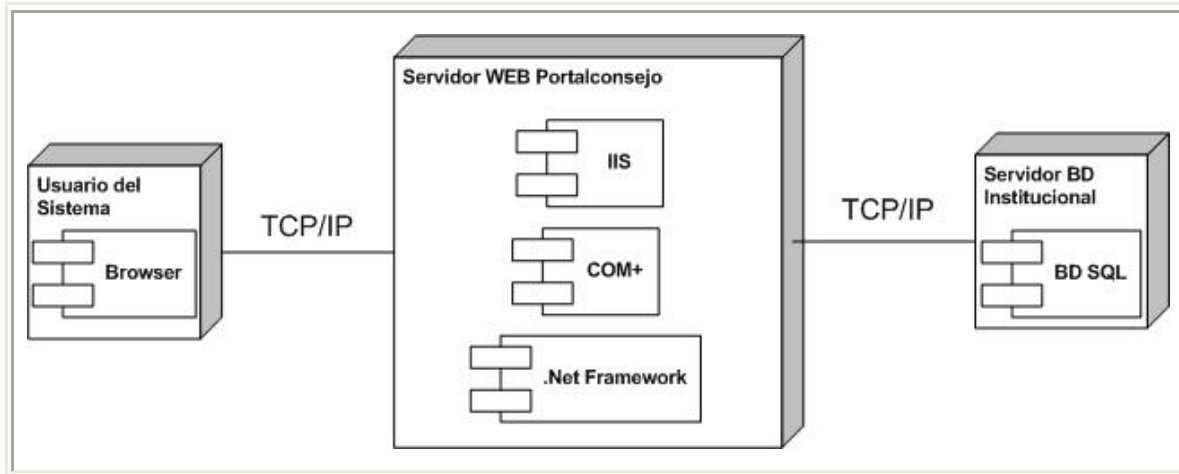 Usuario del
Sistema
Browser
TCP/IP
Servidor WEB Portalconsejo
IIS
COM+
.Net Framework
TCP/IP
Servidor BD
Institucional
BD SQL